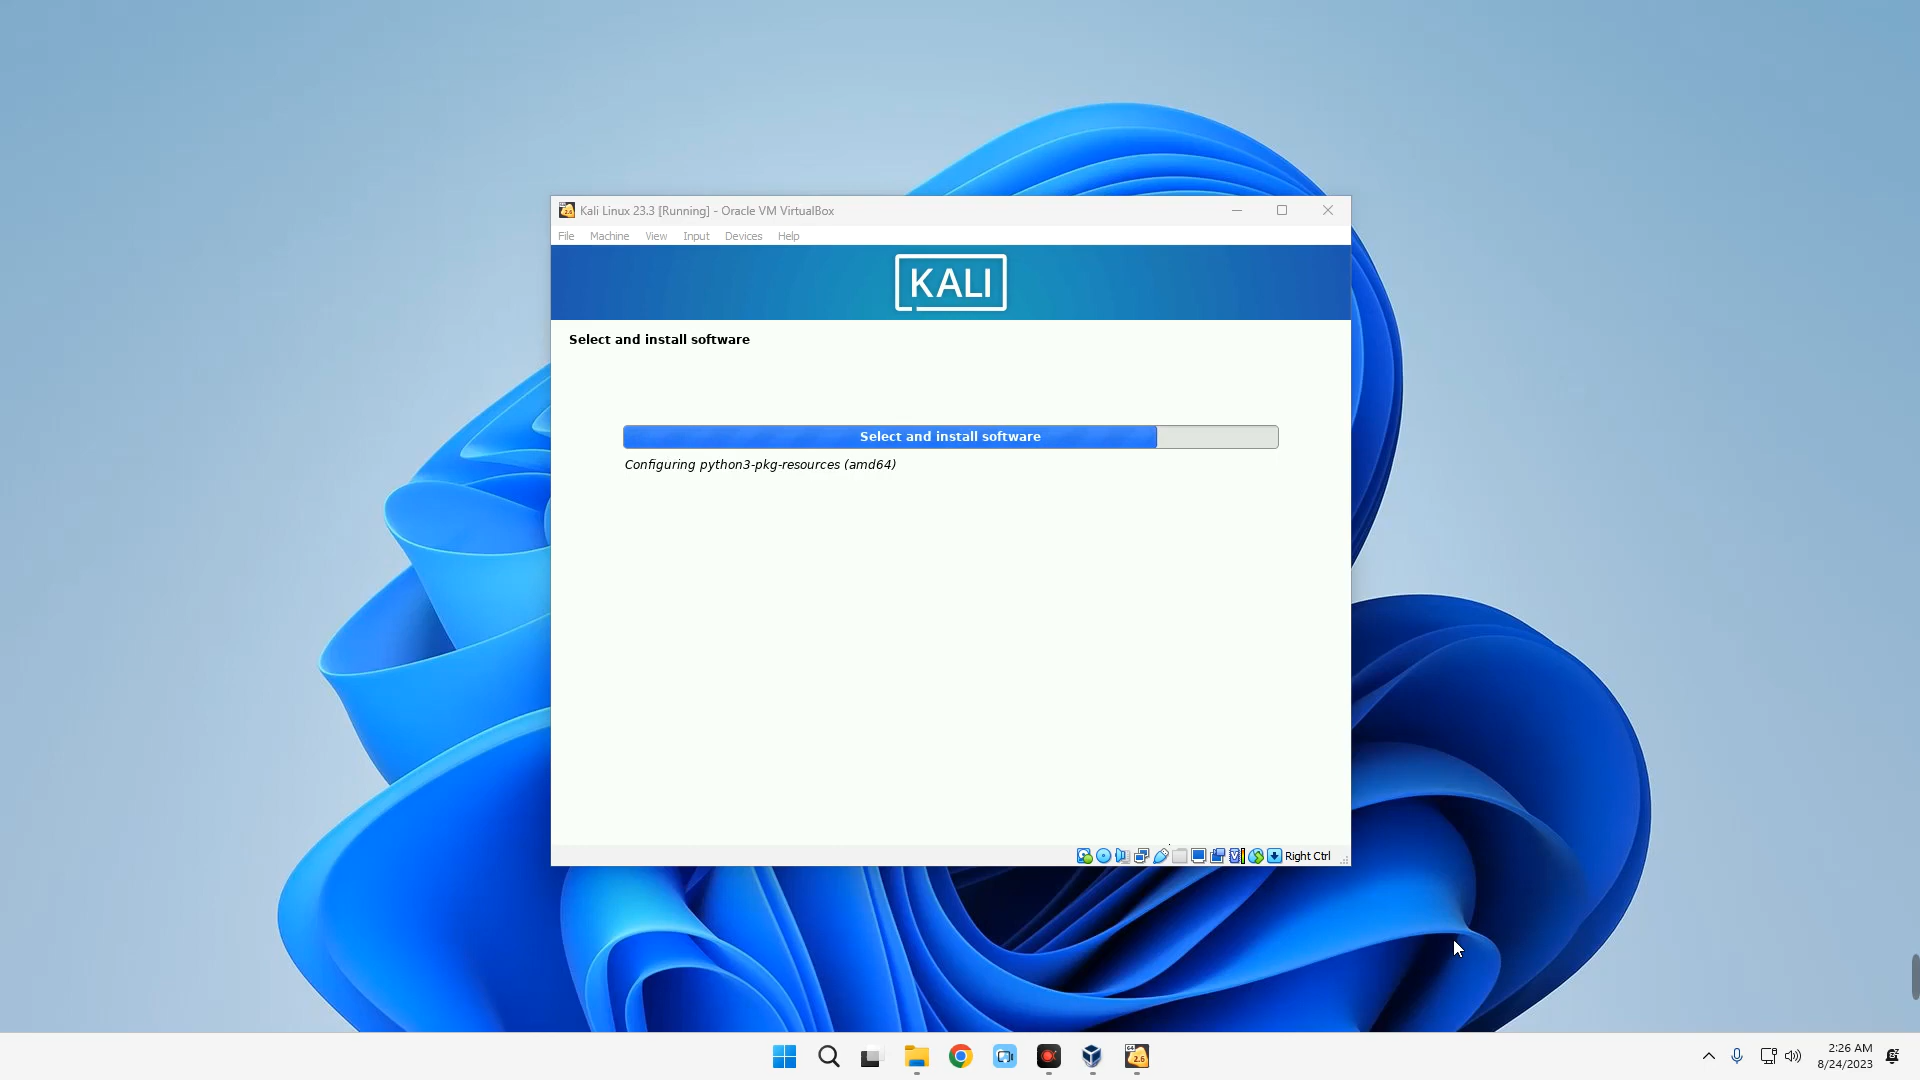 Kali Linux 23.3 [Running] - Oracle VM VirtualBox
File Machine View Input Devices Help
KALI
Select and install software
Select and install software
Configuring python3-pkg-resources (amd64)
Right Ctrl
2:26 AM
8/24/2023